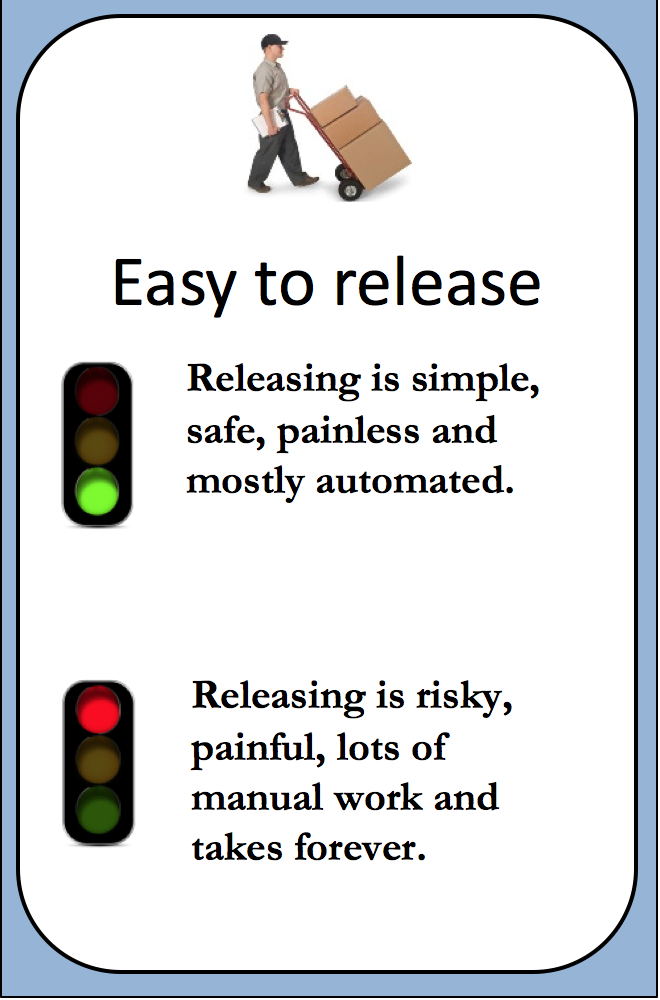 Easy to release
Releasing is simple,
safe, painless and
mostly automated.
Releasing is risky,
painful, lots of
manual work and
takes forever.